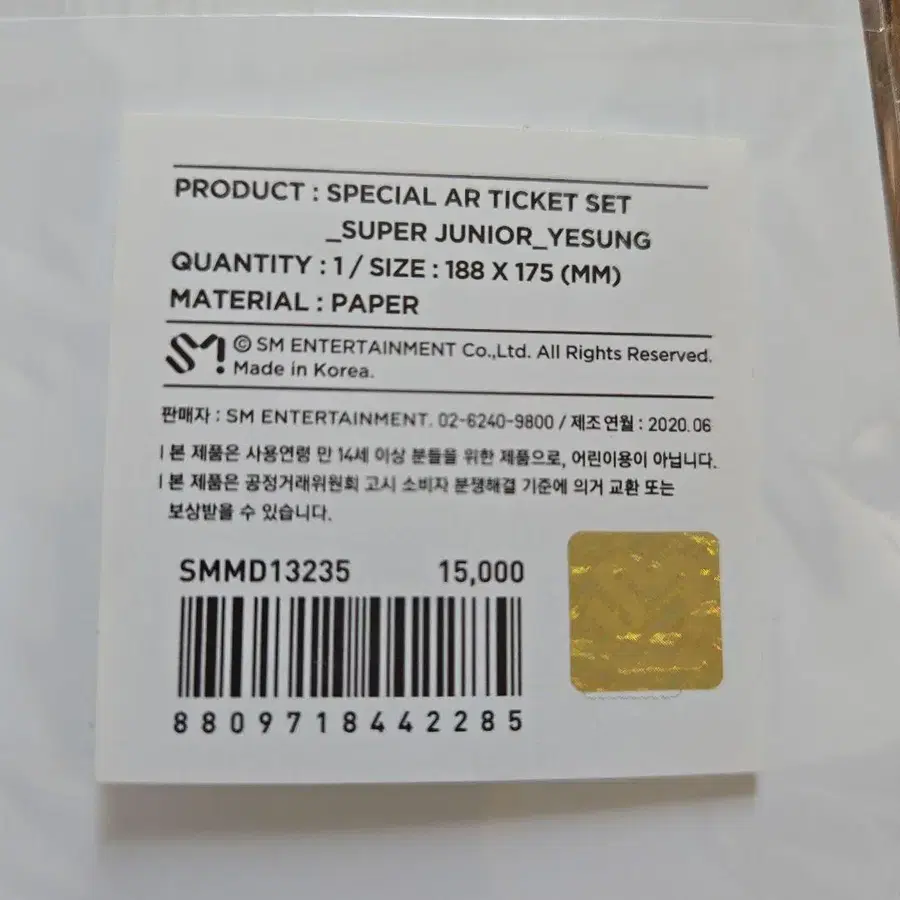 PRODUCT : SPECIAL AR TICKET SET
_SUPER JUNIOR_YESUNG
QUANTITY : 1 / SIZE : 188 X 175 (MM)
MATERIAL : PAPER
SM! © SM ENTERTAINMENT Co.,Ltd. All Rights Reserved.
Made in Korea.
판매자 : SM ENTERTAINMENT. 02-6240-9800 / 제조연월 : 2020.06
| 본 제품은 사용연령 만 14세 이상 분들을 위한 제품으로, 어린이용이 아닙니다.
| 본 제품은 공정거래위원회 고시 소비자 분쟁해결 기준에 의거 교환 또는
보상받을 수 있습니다.
SMMD13235 15,000
8809718442285